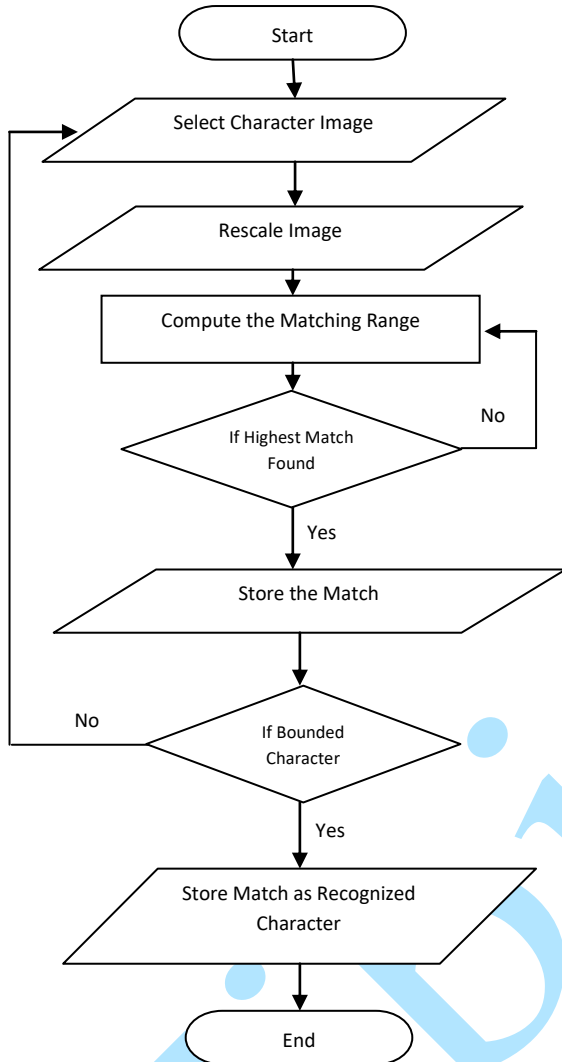 Start
Select Character Image
Rescale Image
Compute the Matching Range
If Highest Match
Found
No
Yes
Store the Match
If Bounded
Character
No
Yes
Store Match as Recognized
Character
End